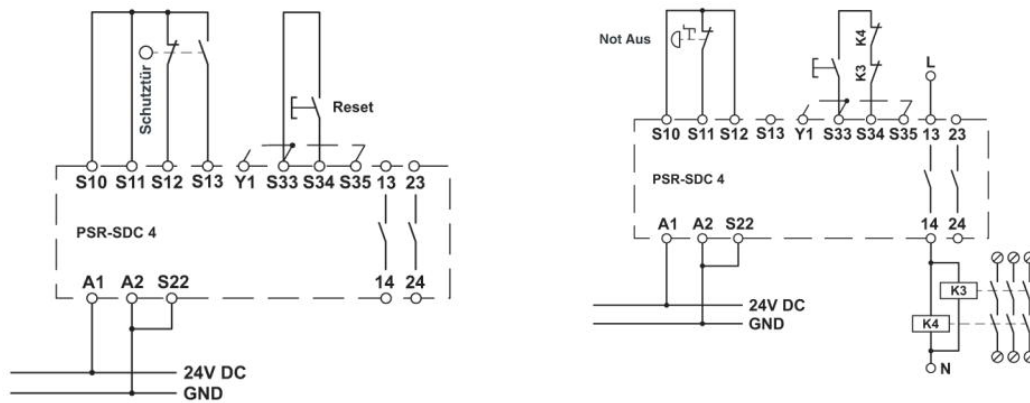 Schutztür
Reset
S10 S11 S12 S13 Y1 S33 S34 S35 13 23
PSR-SDC 4
A1 A2 S22 14 24
24V DC
GND
Not Aus
K4
K3
L
S10 S11 S12 S13 Y1 S33 S34 S35 13 23
PSR-SDC 4
A1 A2 S22 14 24
K3
24V DC
K4
GND
N